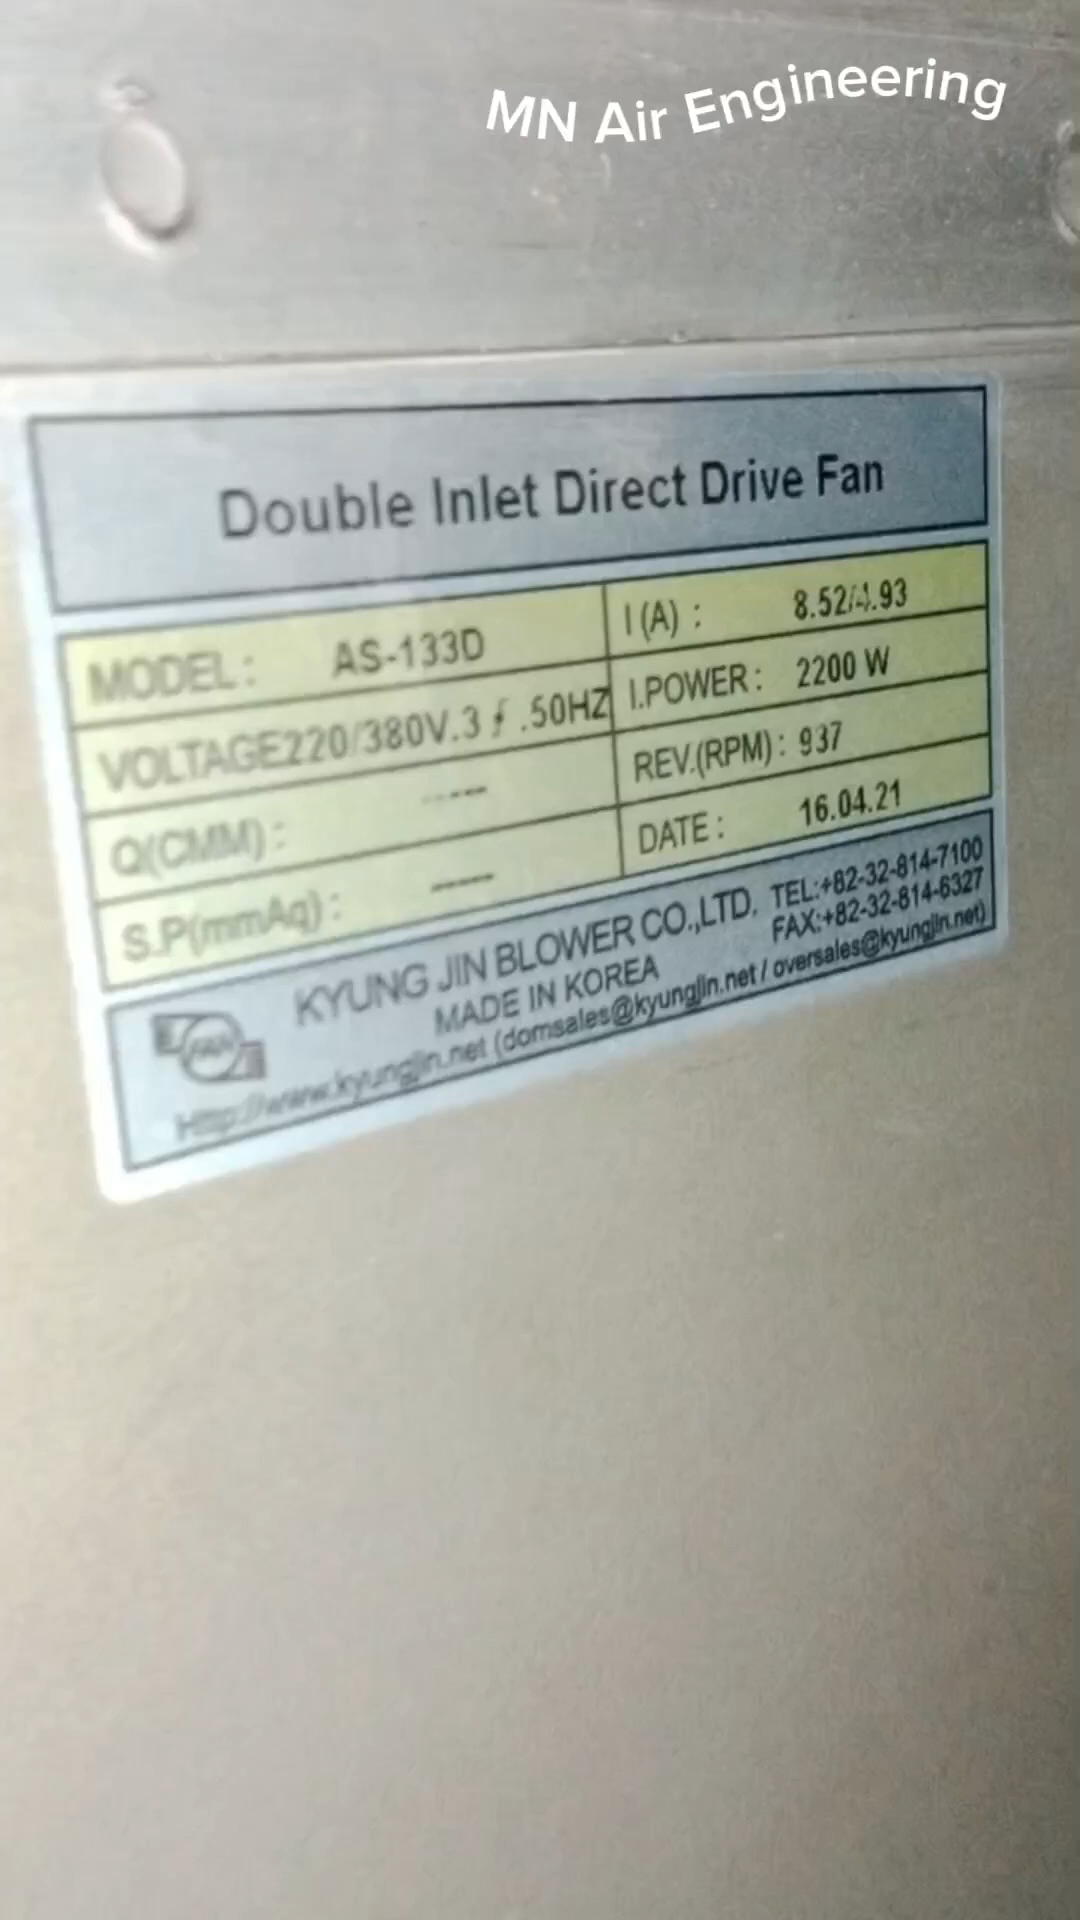 MN Air Engineering
Double Inlet Direct Drive Fan
MODEL: AS-133D
I(A): 8.52/4.93
VOLTAGE220/380V.3 ∮ .50HZ
I.POWER: 2200 W
Q(CMM): ----
REV.(RPM): 937
S.P(mmAq): ----
DATE: 16.04.21
KYUNG JIN BLOWER CO.,LTD. TEL:+82-32-814-7100
FAX:+82-32-814-6327
MADE IN KOREA
FAN
Http://www.kyungjin.net (domsales@kyungjin.net / oversales@kyungjin.net)